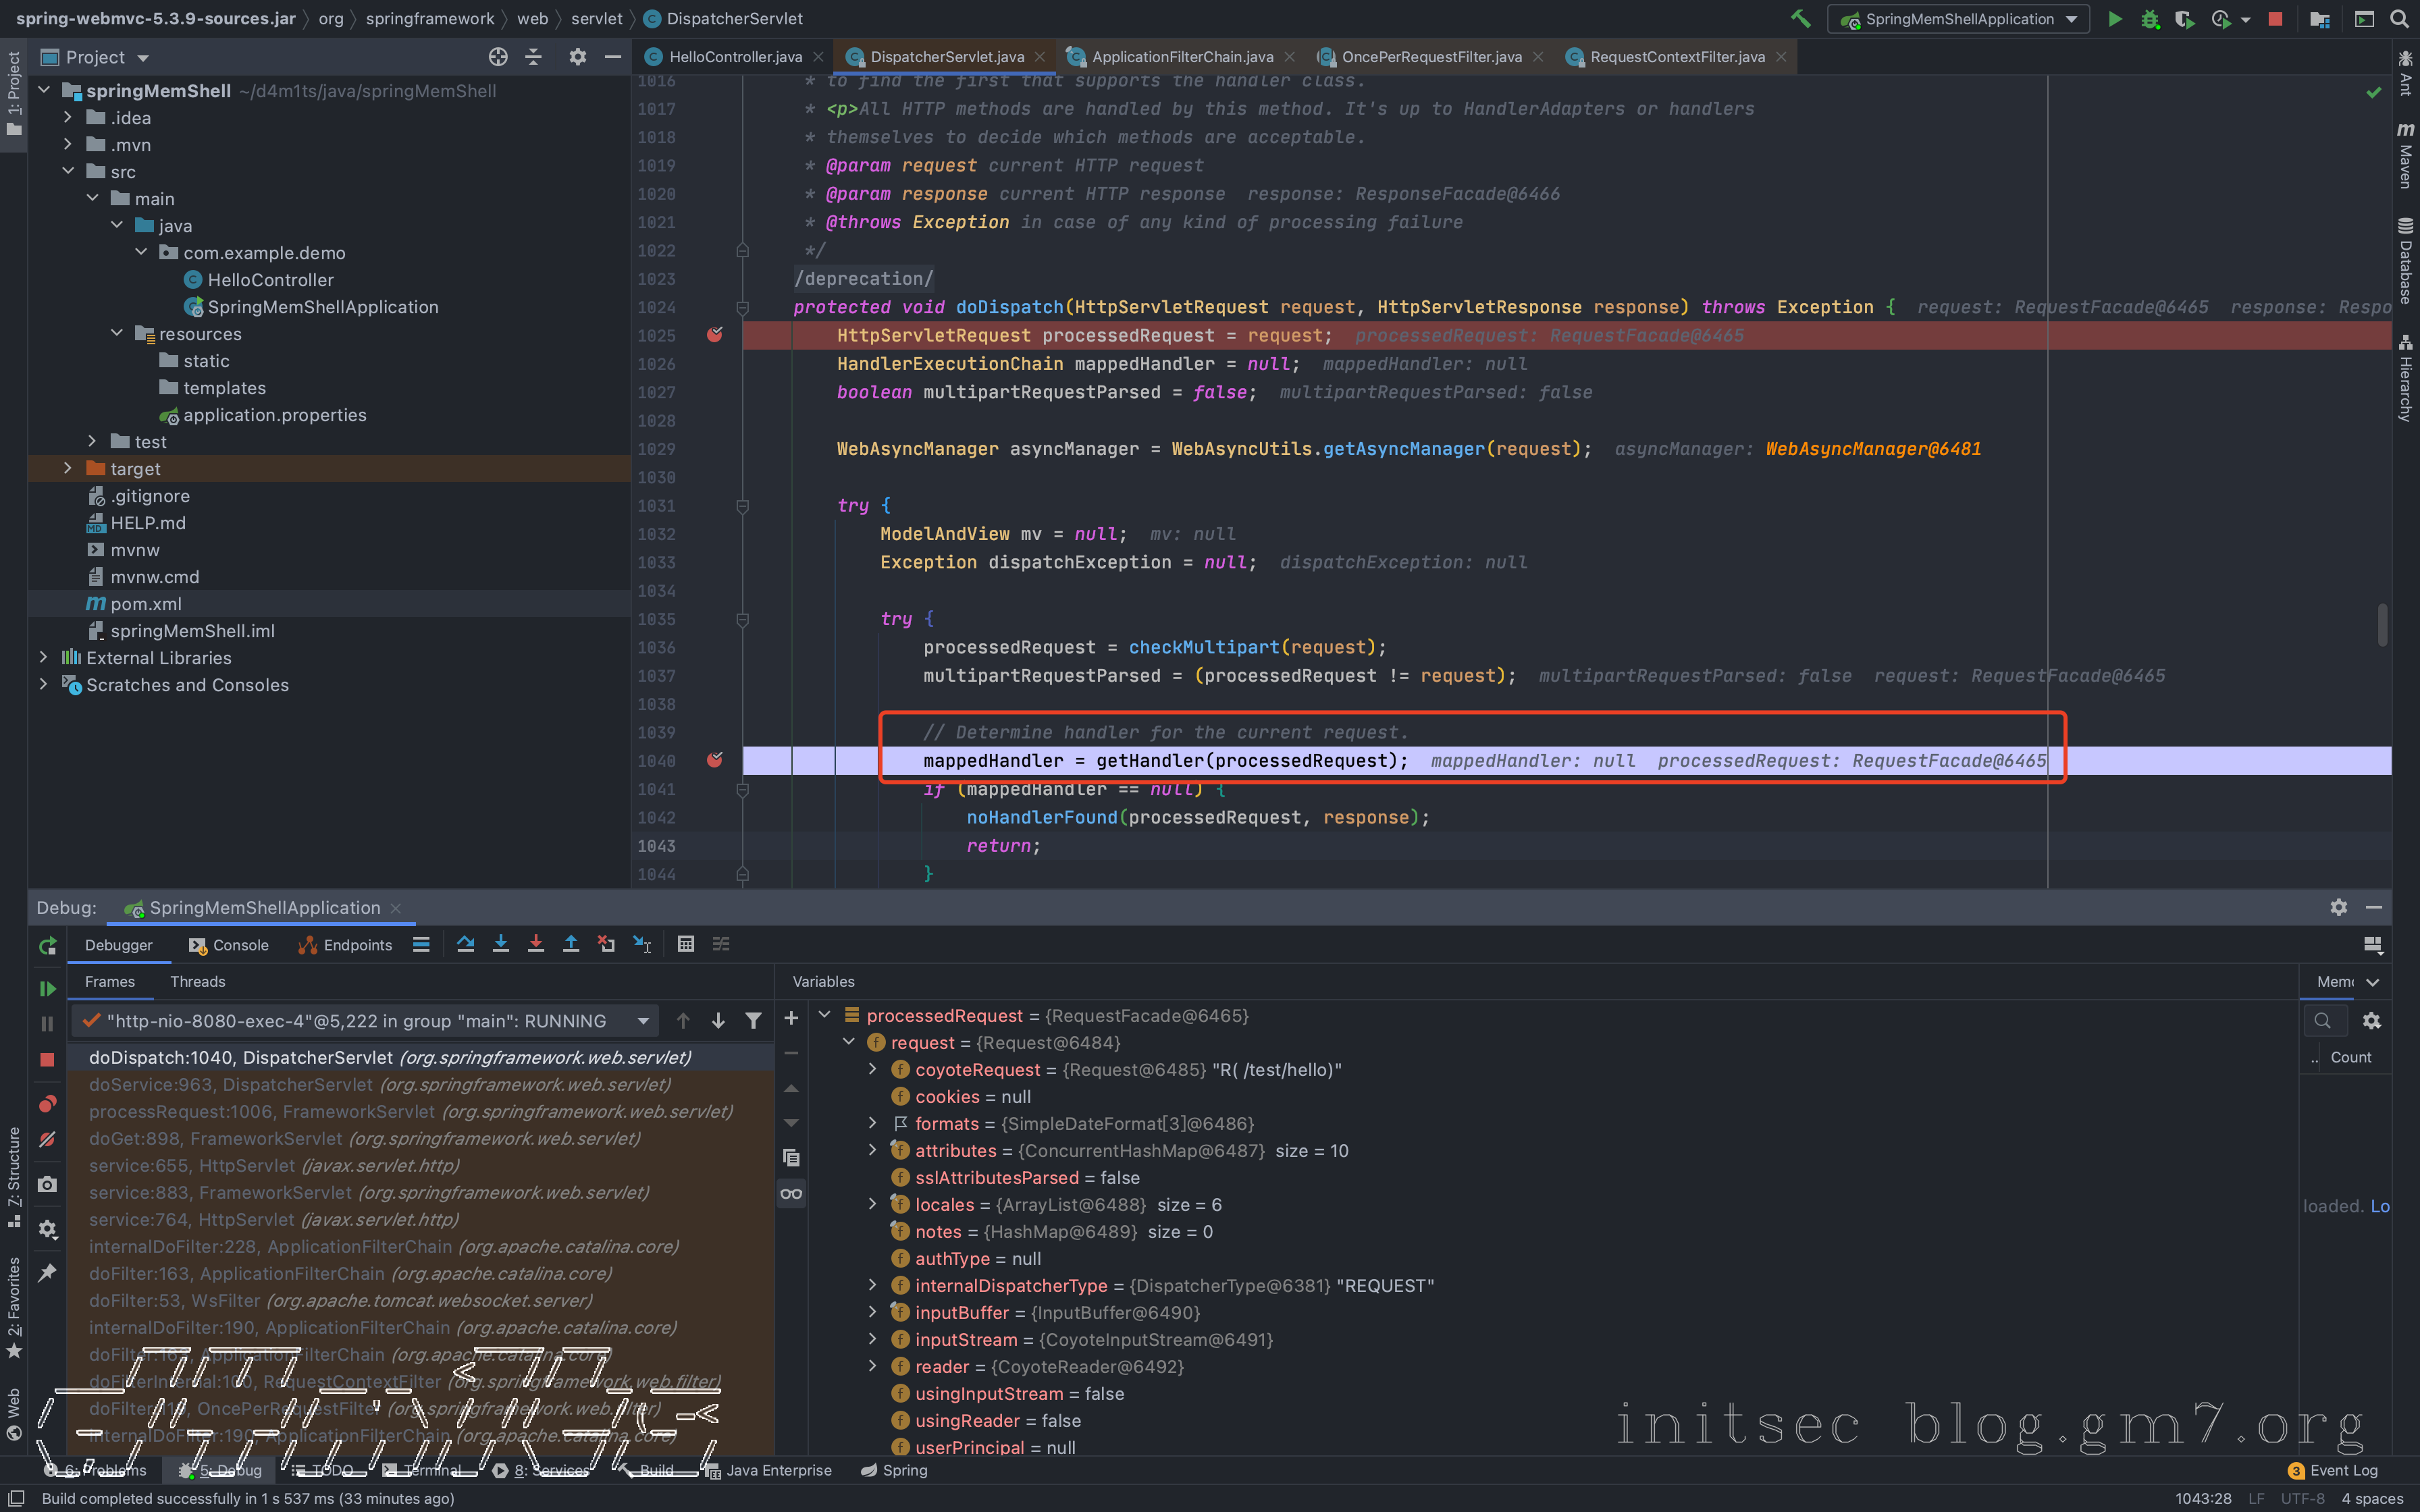 spring-webmvc-5.3.9-sources.jar › org › springframework › web › servlet › DispatcherServlet
SpringMemShellApplication
Project
HelloController.java
DispatcherServlet.java
ApplicationFilterChain.java
OncePerRequestFilter.java
RequestContextFilter.java
1: Project
springMemShell ~/d4m1ts/java/springMemShell
.idea
.mvn
src
main
java
com.example.demo
HelloController
SpringMemShellApplication
resources
static
templates
application.properties
test
target
.gitignore
HELP.md
mvnw
mvnw.cmd
pom.xml
springMemShell.iml
External Libraries
Scratches and Consoles
1016 * to find the first that supports the handler class.
1017 * <p>All HTTP methods are handled by this method. It's up to HandlerAdapters or handlers
1018 * themselves to decide which methods are acceptable.
1019 * @param request current HTTP request
1020 * @param response current HTTP response response: ResponseFacade@6466
1021 * @throws Exception in case of any kind of processing failure
1022 */
1023 /deprecation/
1024 protected void doDispatch(HttpServletRequest request, HttpServletResponse response) throws Exception { request: RequestFacade@6465 response: Respo
1025 HttpServletRequest processedRequest = request; processedRequest: RequestFacade@6465
1026 HandlerExecutionChain mappedHandler = null; mappedHandler: null
1027 boolean multipartRequestParsed = false; multipartRequestParsed: false
1028
1029 WebAsyncManager asyncManager = WebAsyncUtils.getAsyncManager(request); asyncManager: WebAsyncManager@6481
1030
1031 try {
1032 ModelAndView mv = null; mv: null
1033 Exception dispatchException = null; dispatchException: null
1034
1035 try {
1036 processedRequest = checkMultipart(request);
1037 multipartRequestParsed = (processedRequest != request); multipartRequestParsed: false request: RequestFacade@6465
1038
1039 // Determine handler for the current request.
1040 mappedHandler = getHandler(processedRequest); mappedHandler: null processedRequest: RequestFacade@6465
1041 if (mappedHandler == null) {
1042 noHandlerFound(processedRequest, response);
1043 return;
1044 }
Ant
Maven
Database
Hierarchy
Debug: SpringMemShellApplication
Debugger Console Endpoints
Frames Threads
"http-nio-8080-exec-4"@5,222 in group "main": RUNNING
doDispatch:1040, DispatcherServlet (org.springframework.web.servlet)
doService:963, DispatcherServlet (org.springframework.web.servlet)
processRequest:1006, FrameworkServlet (org.springframework.web.servlet)
doGet:898, FrameworkServlet (org.springframework.web.servlet)
service:655, HttpServlet (javax.servlet.http)
service:883, FrameworkServlet (org.springframework.web.servlet)
service:764, HttpServlet (javax.servlet.http)
internalDoFilter:228, ApplicationFilterChain (org.apache.catalina.core)
doFilter:163, ApplicationFilterChain (org.apache.catalina.core)
doFilter:53, WsFilter (org.apache.tomcat.websocket.server)
internalDoFilter:190, ApplicationFilterChain (org.apache.catalina.core)
doFilter:163, ApplicationFilterChain (org.apache.catalina.core)
doFilterInternal:100, RequestContextFilter (org.springframework.web.filter)
doFilter:119, OncePerRequestFilter (org.springframework.web.filter)
internalDoFilter:190, ApplicationFilterChain (org.apache.catalina.core)
Variables
processedRequest = {RequestFacade@6465}
request = {Request@6484}
coyoteRequest = {Request@6485} "R( /test/hello)"
cookies = null
formats = {SimpleDateFormat[3]@6486}
attributes = {ConcurrentHashMap@6487} size = 10
sslAttributesParsed = false
locales = {ArrayList@6488} size = 6
notes = {HashMap@6489} size = 0
authType = null
internalDispatcherType = {DispatcherType@6381} "REQUEST"
inputBuffer = {InputBuffer@6490}
inputStream = {CoyoteInputStream@6491}
reader = {CoyoteReader@6492}
usingInputStream = false
usingReader = false
userPrincipal = null
Memo
.. Count
loaded. Lo
Z: Structure
2: Favorites
Web
initsec blog.gm7.org
6: Problems 5: Debug TODO Terminal 8: Services Build Java Enterprise Spring
3 Event Log
Build completed successfully in 1 s 537 ms (33 minutes ago)
1043:28 LF UTF-8 4 spaces